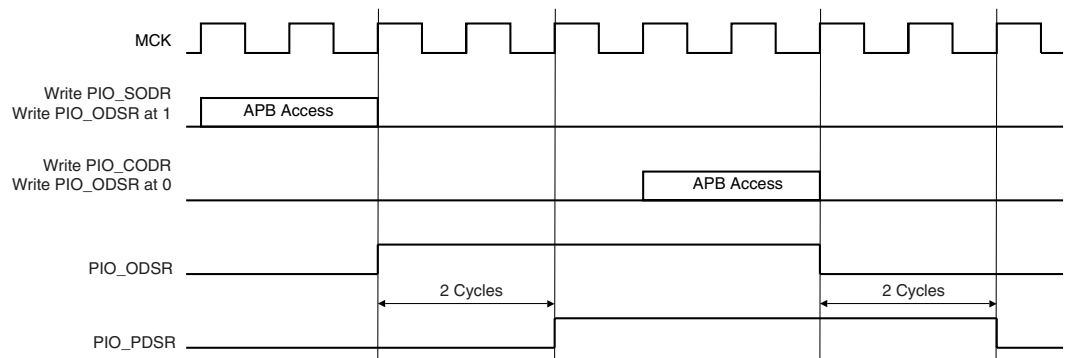 MCK
Write PIO_SODR
Write PIO_ODSR at 1
APB Access
Write PIO_CODR
Write PIO_ODSR at 0
APB Access
PIO_ODSR
2 Cycles
2 Cycles
PIO_PDSR